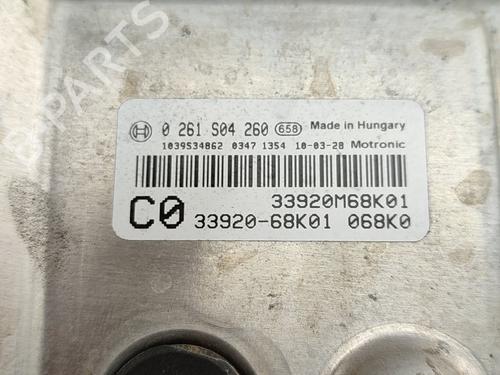 0 261 S04 260 658 Made in Hungary
1039534862 0347 1354 10-03-28 Motronic
33920M68K01
C0 33920-68K01 068K0
B-PARTS